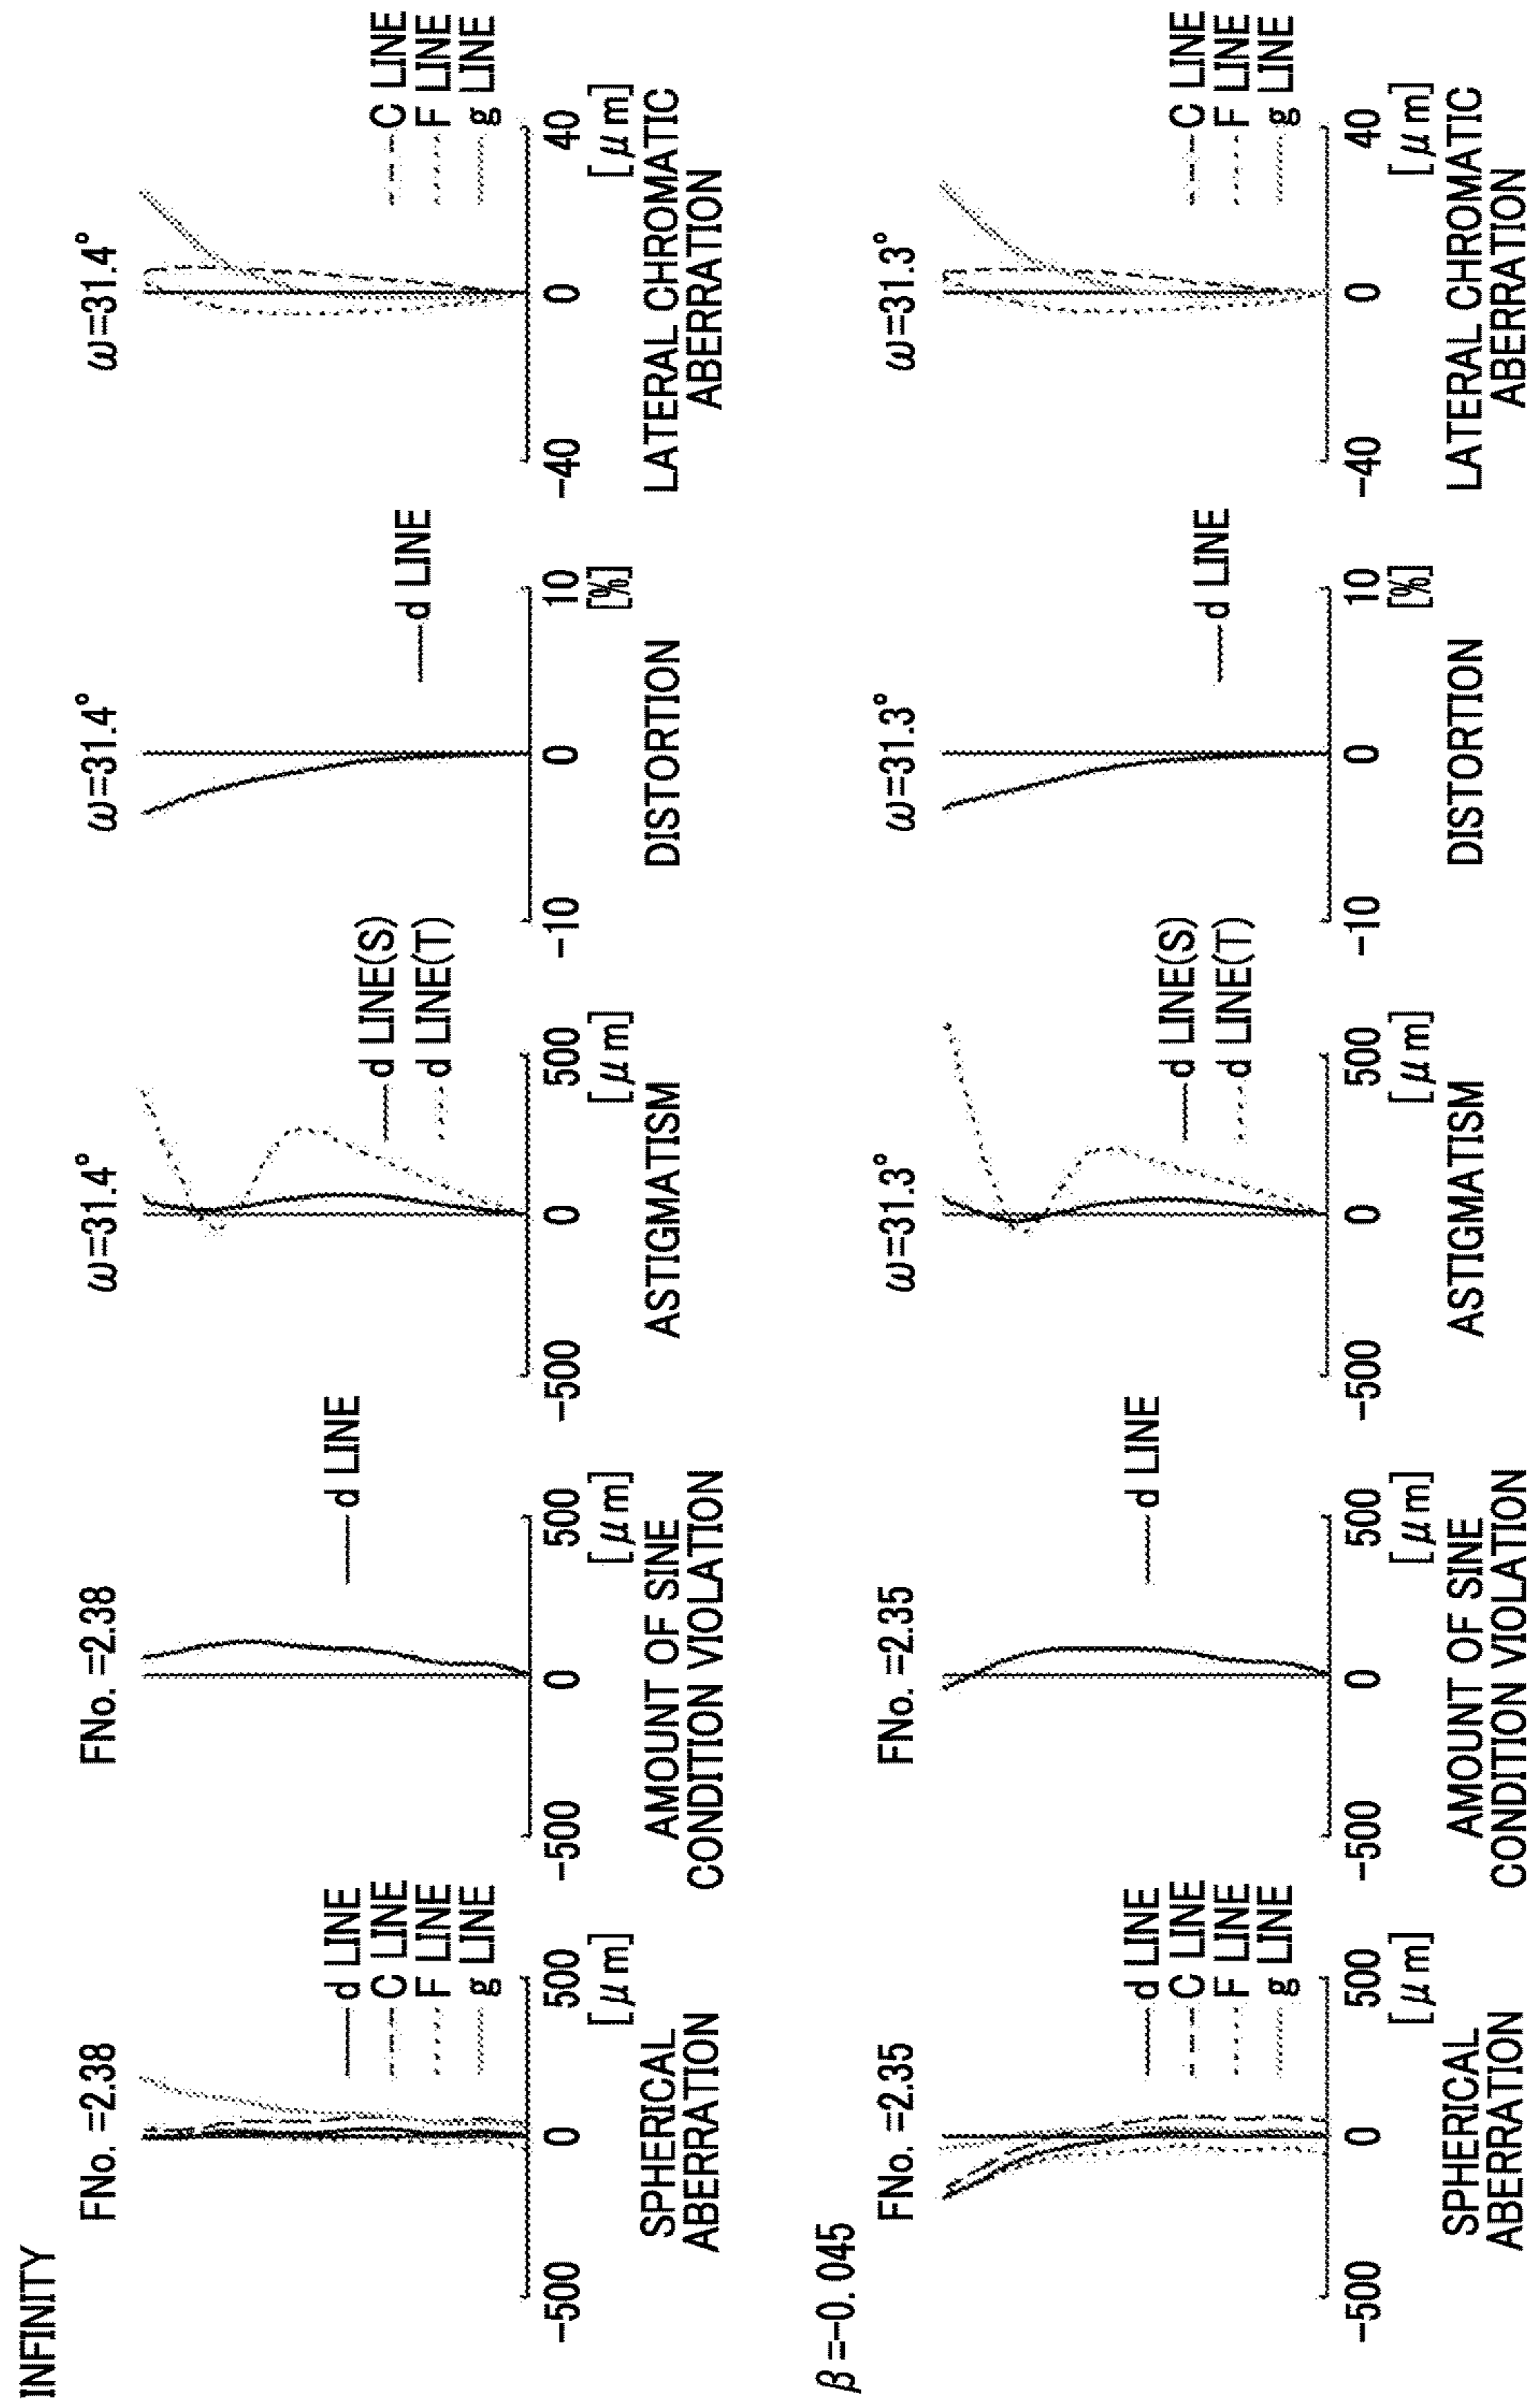 INFINITY
FNo. =2.38
d LINE
C LINE
F LINE
g LINE
-500
0
500
[μm]
SPHERICAL
ABERRATION
FNo. =2.38
d LINE
-500
0
500
[μm]
AMOUNT OF SINE
CONDITION VIOLATION
ω=31.4°
d LINE(S)
d LINE(T)
-500
0
500
[μm]
ASTIGMATISM
ω=31.4°
d LINE
-10
0
10
[%]
DISTORTION
ω=31.4°
C LINE
F LINE
g LINE
-40
0
40
[μm]
LATERAL CHROMATIC
ABERRATION
β=-0.045
FNo. =2.35
d LINE
C LINE
F LINE
g LINE
-500
0
500
[μm]
SPHERICAL
ABERRATION
FNo. =2.35
d LINE
-500
0
500
[μm]
AMOUNT OF SINE
CONDITION VIOLATION
ω=31.3°
d LINE(S)
d LINE(T)
-500
0
500
[μm]
ASTIGMATISM
ω=31.3°
d LINE
-10
0
10
[%]
DISTORTION
ω=31.3°
C LINE
F LINE
g LINE
-40
0
40
[μm]
LATERAL CHROMATIC
ABERRATION